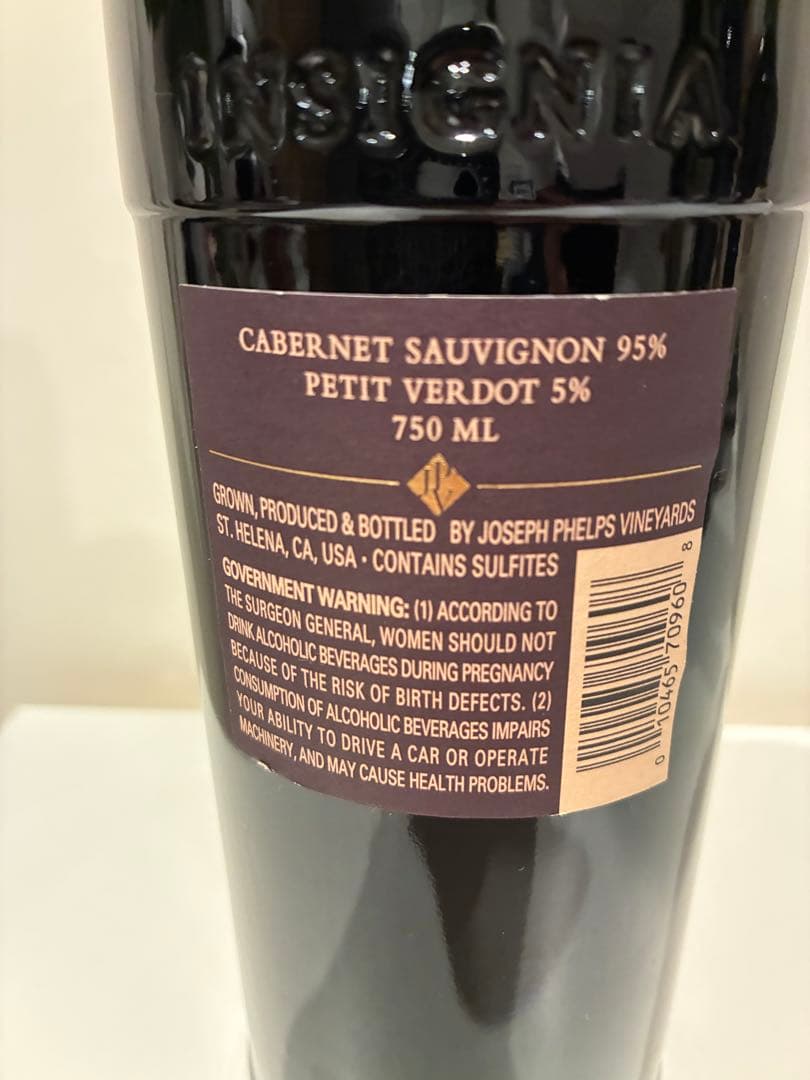 INSIGNIA
CABERNET SAUVIGNON 95%
PETIT VERDOT 5%
750 ML
GROWN, PRODUCED & BOTTLED BY JOSEPH PHELPS VINEYARDS
ST. HELENA, CA, USA · CONTAINS SULFITES
GOVERNMENT WARNING: (1) ACCORDING TO
THE SURGEON GENERAL, WOMEN SHOULD NOT
DRINK ALCOHOLIC BEVERAGES DURING PREGNANCY
BECAUSE OF THE RISK OF BIRTH DEFECTS. (2)
CONSUMPTION OF ALCOHOLIC BEVERAGES IMPAIRS
YOUR ABILITY TO DRIVE A CAR OR OPERATE
MACHINERY, AND MAY CAUSE HEALTH PROBLEMS.
0 10465 70960 8